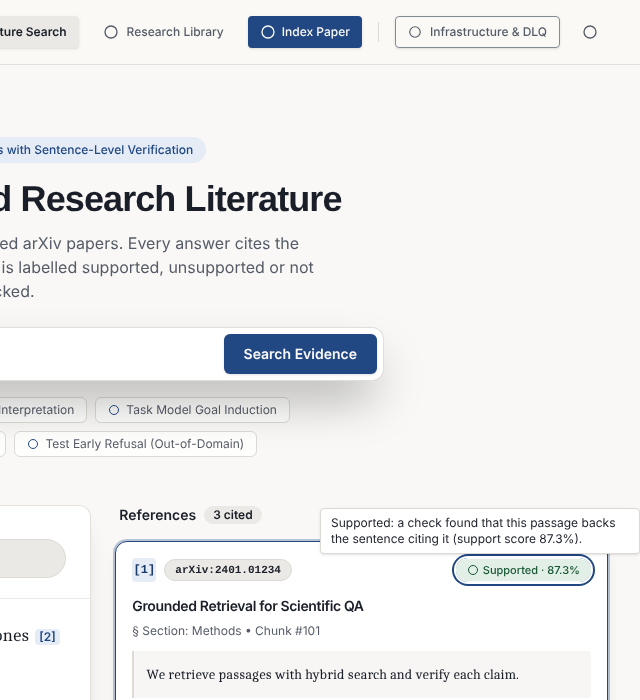 ture Search
Research Library
Index Paper
Infrastructure & DLQ
s with Sentence-Level Verification
d Research Literature
ed arXiv papers. Every answer cites the
is labelled supported, unsupported or not
cked.
Search Evidence
Interpretation
Task Model Goal Induction
Test Early Refusal (Out-of-Domain)
References
3 cited
Supported: a check found that this passage backs
the sentence citing it (support score 87.3%).
[1]
arXiv:2401.01234
Supported · 87.3%
Grounded Retrieval for Scientific QA
§ Section: Methods • Chunk #101
ones [2]
We retrieve passages with hybrid search and verify each claim.